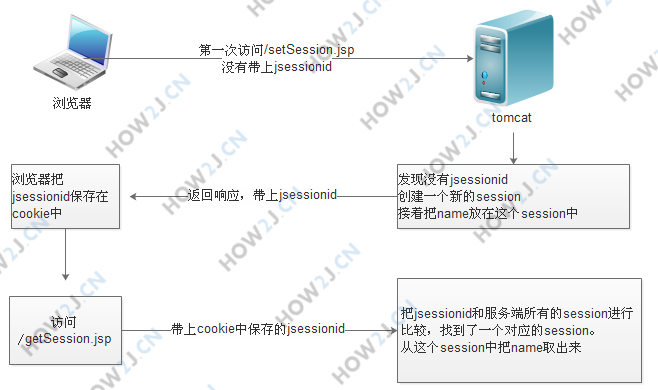 第一次访问/setSession.jsp
没有带上jsessionid
浏览器
tomcat
浏览器把
jsessionid保存在
cookie中
返回响应，带上jsessionid
发现没有jsessionid
创建一个新的session
接着把name放在这个session中
访问
/getSession.jsp
带上cookie中保存的jsessionid
把jsessionid和服务端所有的session进行
比较，找到了一个对应的session。
从这个session中把name取出来
HOW2J.CN
HOW2J.CN
HOW2J.CN
HOW2J.CN
HOW2J.CN
HOW2J.CN
HOW2J.CN
HOW2J.CN
HOW2J.CN
HOW2J.CN
HOW2J.CN